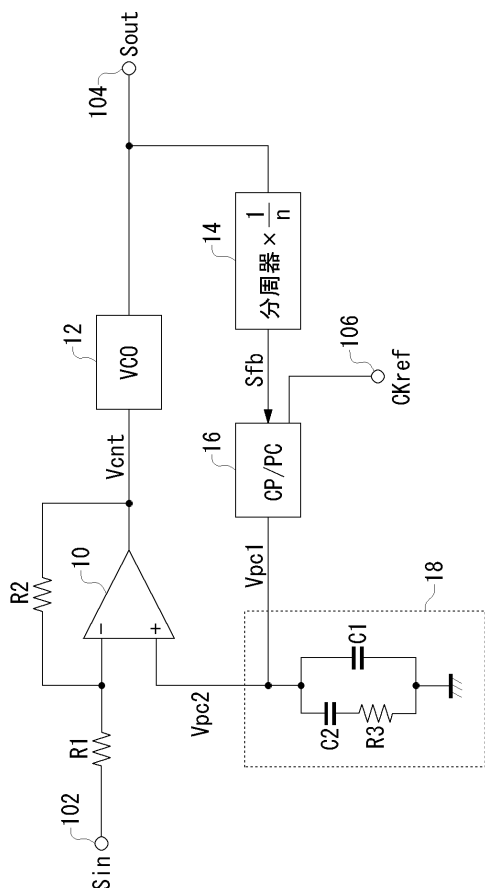 Sin
102
R1
R2
10
−
+
Vcnt
12
VCO
104
Sout
14
分周器 × 1/n
Sfb
16
CP/PC
106
CKref
Vpc1
Vpc2
18
C1
C2
R3